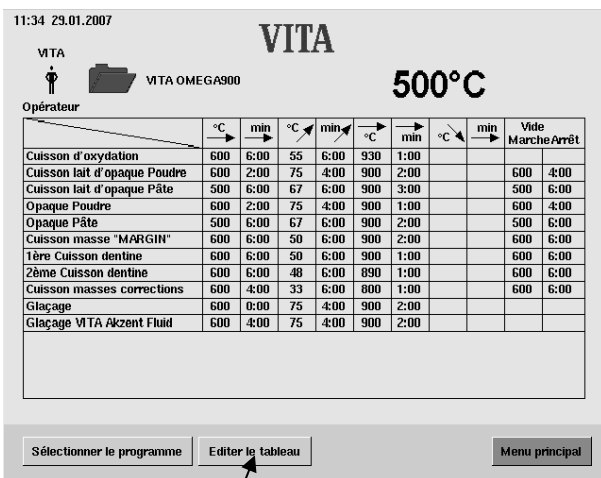 11:34 29.01.2007
VITA
VITA
VITA OMEGA900
500°C
Opérateur
°C min °C min °C min °C min Vide
Marche Arrêt
Cuisson d'oxydation 600 6:00 55 6:00 930 1:00
Cuisson lait d'opaque Poudre 600 2:00 75 4:00 900 2:00 600 4:00
Cuisson lait d'opaque Pâte 500 6:00 67 6:00 900 3:00 500 6:00
Opaque Poudre 600 2:00 75 4:00 900 1:00 600 4:00
Opaque Pâte 500 6:00 67 6:00 900 2:00 500 6:00
Cuisson masse "MARGIN" 600 6:00 50 6:00 900 2:00 600 6:00
1ère Cuisson dentine 600 6:00 50 6:00 900 1:00 600 6:00
2ème Cuisson dentine 600 6:00 48 6:00 890 1:00 600 6:00
Cuisson masses corrections 600 4:00 33 6:00 800 1:00 600 6:00
Glaçage 600 0:00 75 4:00 900 2:00
Glaçage VITA Akzent Fluid 600 4:00 75 4:00 900 2:00
Sélectionner le programme Editer le tableau Menu principal